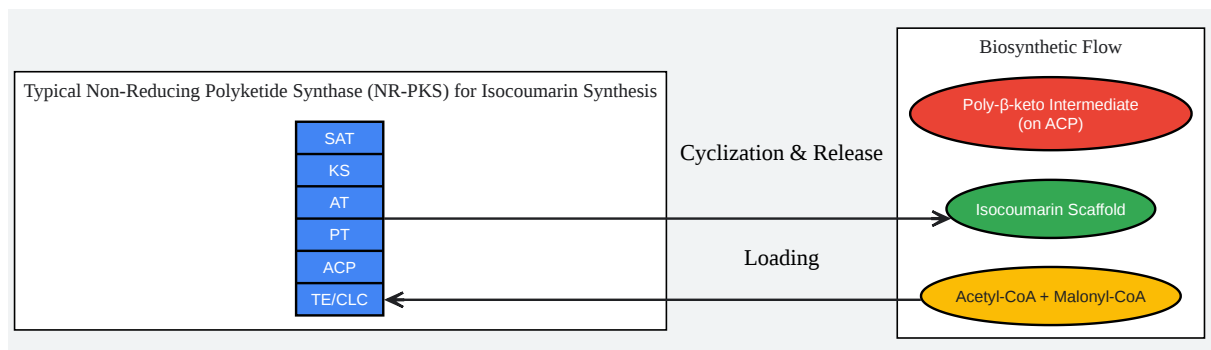 Typical Non-Reducing Polyketide Synthase (NR-PKS) for Isocoumarin Synthesis
SAT
KS
AT
PT
ACP
TE/CLC
Cyclization & Release
Loading
Biosynthetic Flow
Poly-β-keto Intermediate
(on ACP)
Isocoumarin Scaffold
Acetyl-CoA + Malonyl-CoA